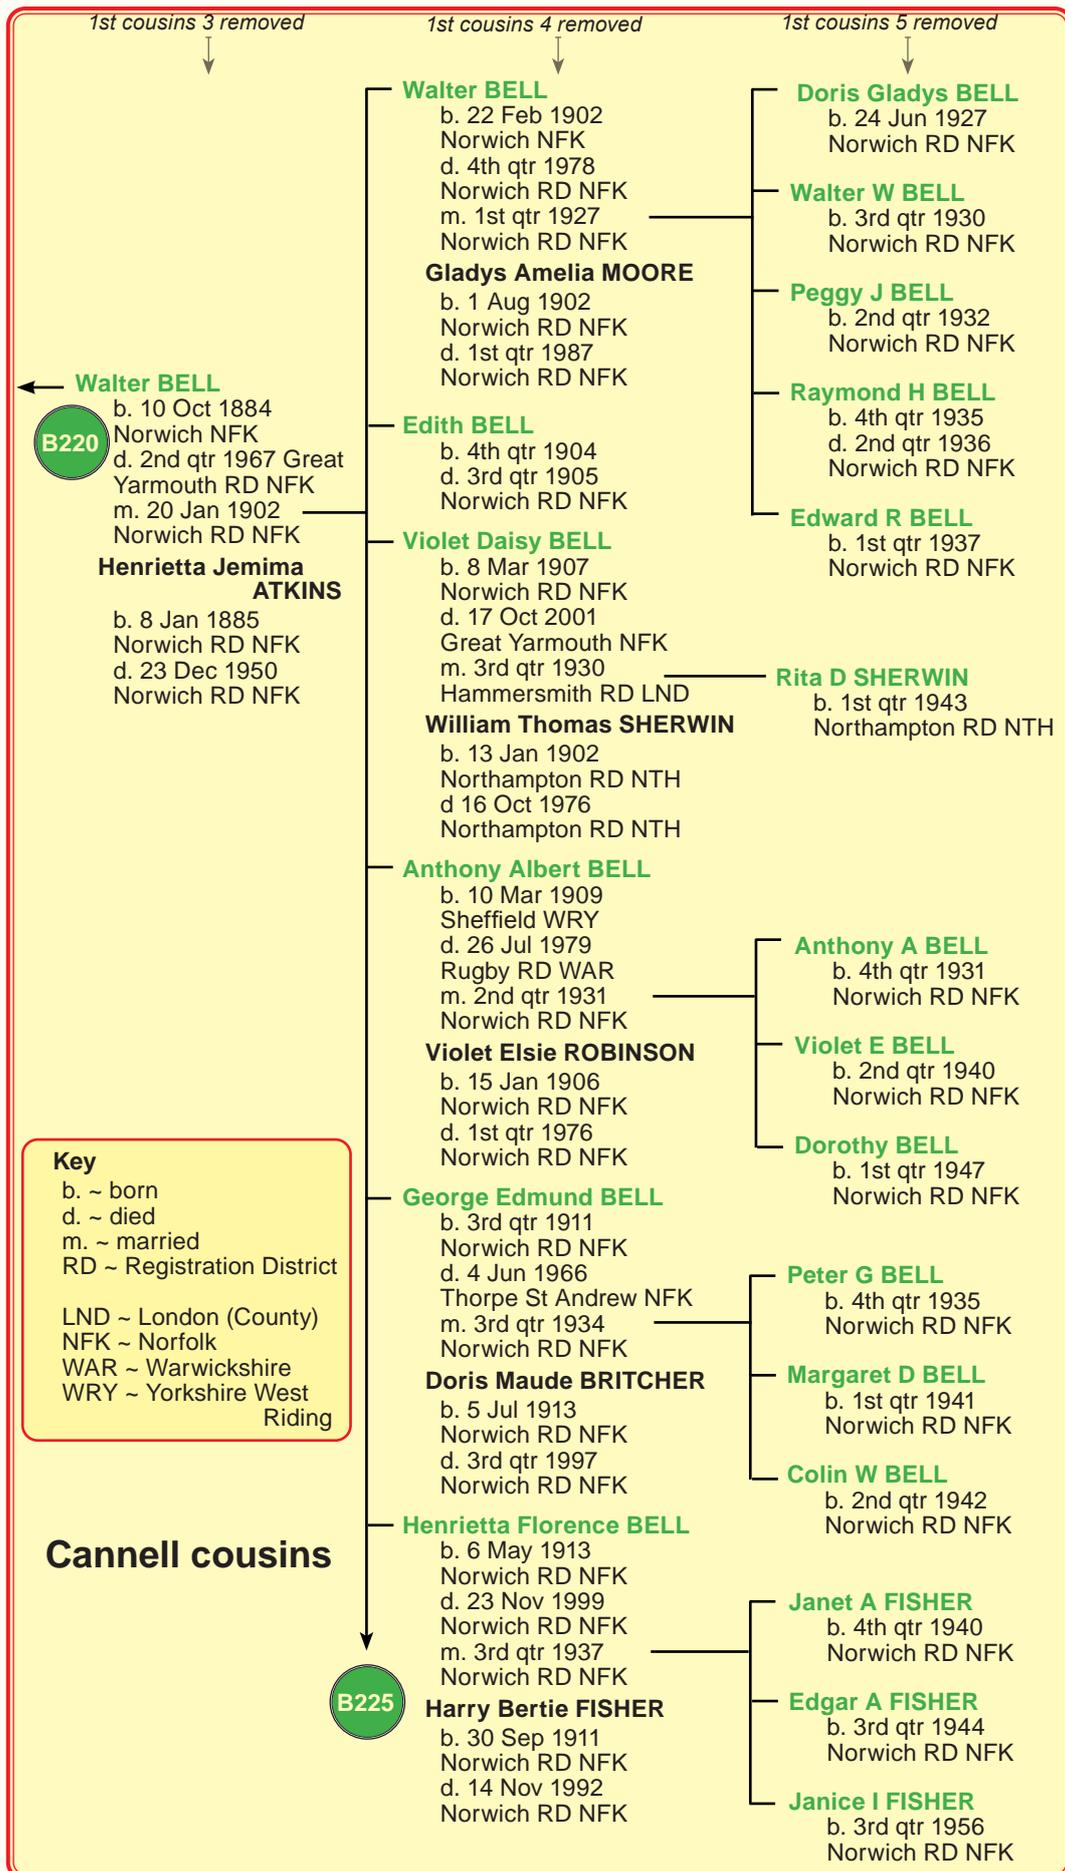 1st cousins 3 removed
1st cousins 4 removed
1st cousins 5 removed
Walter BELL
b. 10 Oct 1884
Norwich NFK
d. 2nd qtr 1967 Great
Yarmouth RD NFK
m. 20 Jan 1902
Norwich RD NFK
Henrietta Jemima
ATKINS
b. 8 Jan 1885
Norwich RD NFK
d. 23 Dec 1950
Norwich RD NFK
B220
Walter BELL
b. 22 Feb 1902
Norwich NFK
d. 4th qtr 1978
Norwich RD NFK
m. 1st qtr 1927
Norwich RD NFK
Gladys Amelia MOORE
b. 1 Aug 1902
Norwich RD NFK
d. 1st qtr 1987
Norwich RD NFK
Doris Gladys BELL
b. 24 Jun 1927
Norwich RD NFK
Walter W BELL
b. 3rd qtr 1930
Norwich RD NFK
Peggy J BELL
b. 2nd qtr 1932
Norwich RD NFK
Raymond H BELL
b. 4th qtr 1935
d. 2nd qtr 1936
Norwich RD NFK
Edward R BELL
b. 1st qtr 1937
Norwich RD NFK
Edith BELL
b. 4th qtr 1904
d. 3rd qtr 1905
Norwich RD NFK
Violet Daisy BELL
b. 8 Mar 1907
Norwich RD NFK
d. 17 Oct 2001
Great Yarmouth NFK
m. 3rd qtr 1930
Hammersmith RD LND
William Thomas SHERWIN
b. 13 Jan 1902
Northampton RD NTH
d 16 Oct 1976
Northampton RD NTH
Rita D SHERWIN
b. 1st qtr 1943
Northampton RD NTH
Anthony Albert BELL
b. 10 Mar 1909
Sheffield WRY
d. 26 Jul 1979
Rugby RD WAR
m. 2nd qtr 1931
Norwich RD NFK
Violet Elsie ROBINSON
b. 15 Jan 1906
Norwich RD NFK
d. 1st qtr 1976
Norwich RD NFK
Anthony A BELL
b. 4th qtr 1931
Norwich RD NFK
Violet E BELL
b. 2nd qtr 1940
Norwich RD NFK
Dorothy BELL
b. 1st qtr 1947
Norwich RD NFK
George Edmund BELL
b. 3rd qtr 1911
Norwich RD NFK
d. 4 Jun 1966
Thorpe St Andrew NFK
m. 3rd qtr 1934
Norwich RD NFK
Doris Maude BRITCHER
b. 5 Jul 1913
Norwich RD NFK
d. 3rd qtr 1997
Norwich RD NFK
Peter G BELL
b. 4th qtr 1935
Norwich RD NFK
Margaret D BELL
b. 1st qtr 1941
Norwich RD NFK
Colin W BELL
b. 2nd qtr 1942
Norwich RD NFK
Henrietta Florence BELL
b. 6 May 1913
Norwich RD NFK
d. 23 Nov 1999
Norwich RD NFK
m. 3rd qtr 1937
Norwich RD NFK
Harry Bertie FISHER
b. 30 Sep 1911
Norwich RD NFK
d. 14 Nov 1992
Norwich RD NFK
Janet A FISHER
b. 4th qtr 1940
Norwich RD NFK
Edgar A FISHER
b. 3rd qtr 1944
Norwich RD NFK
Janice I FISHER
b. 3rd qtr 1956
Norwich RD NFK
B225
Key
b. ~ born
d. ~ died
m. ~ married
RD ~ Registration District
LND ~ London (County)
NFK ~ Norfolk
WAR ~ Warwickshire
WRY ~ Yorkshire West
Riding
Cannell cousins